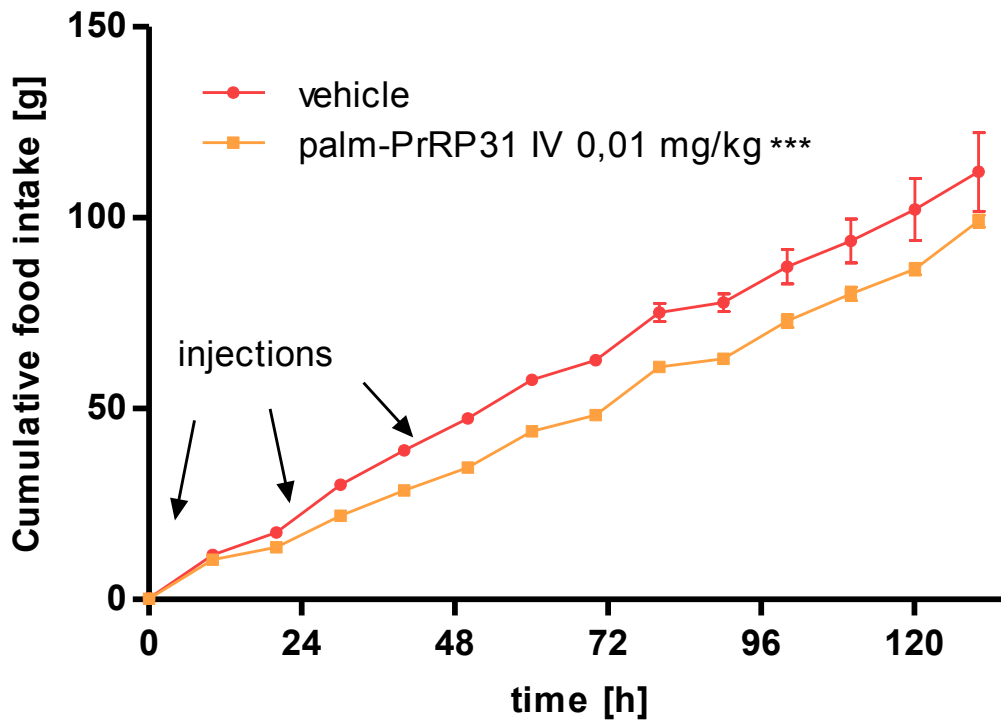 150
100
50
0
Cumulative food intake [g]
vehicle
palm-PrRP31 IV 0,01 mg/kg ***
injections
0 24 48 72 96 120
time [h]